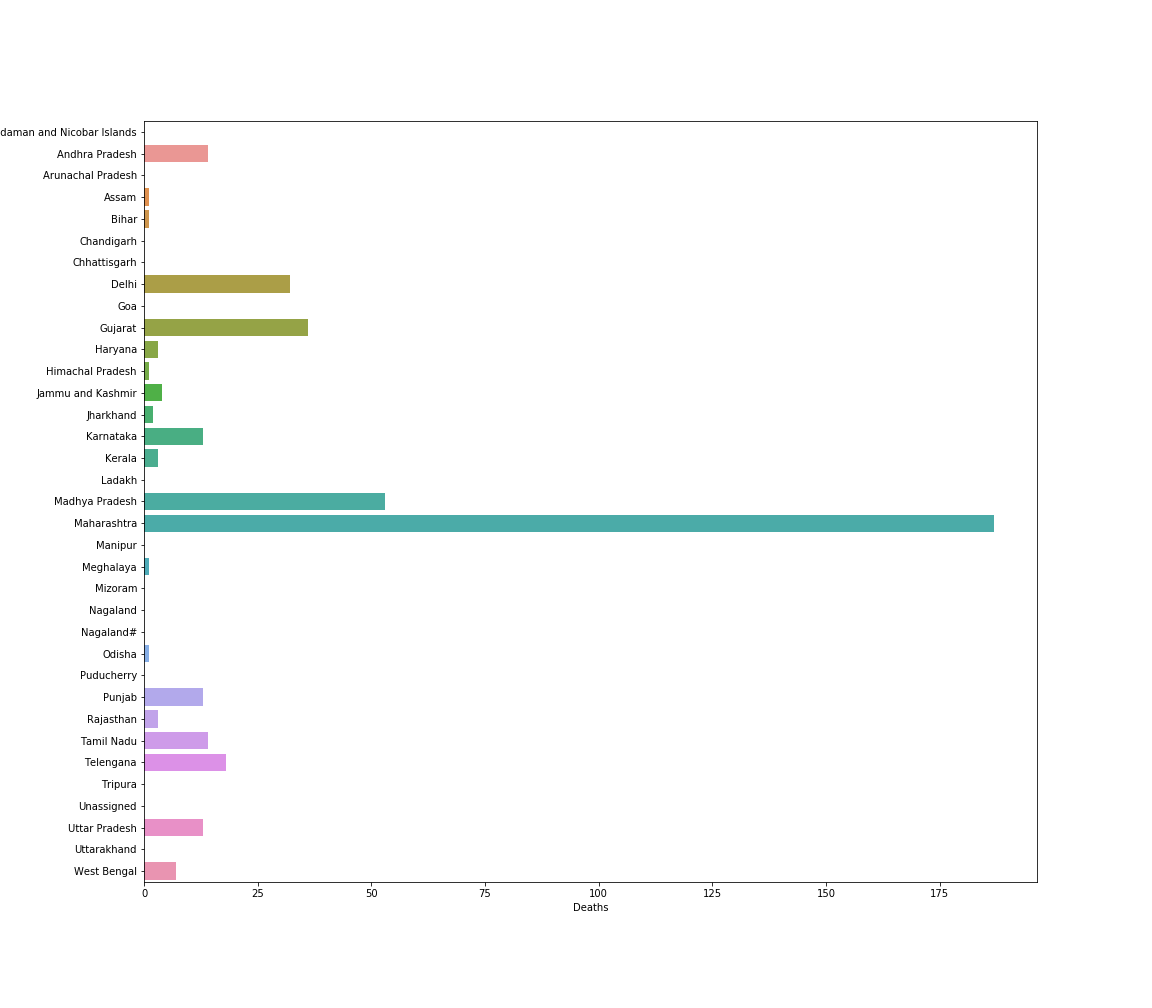 daman and Nicobar Islands
Andhra Pradesh
Arunachal Pradesh
Assam
Bihar
Chandigarh
Chhattisgarh
Delhi
Goa
Gujarat
Haryana
Himachal Pradesh
Jammu and Kashmir
Jharkhand
Karnataka
Kerala
Ladakh
Madhya Pradesh
Maharashtra
Manipur
Meghalaya
Mizoram
Nagaland
Nagaland#
Odisha
Puducherry
Punjab
Rajasthan
Tamil Nadu
Telengana
Tripura
Unassigned
Uttar Pradesh
Uttarakhand
West Bengal
0 25 50 75 100 125 150 175
Deaths